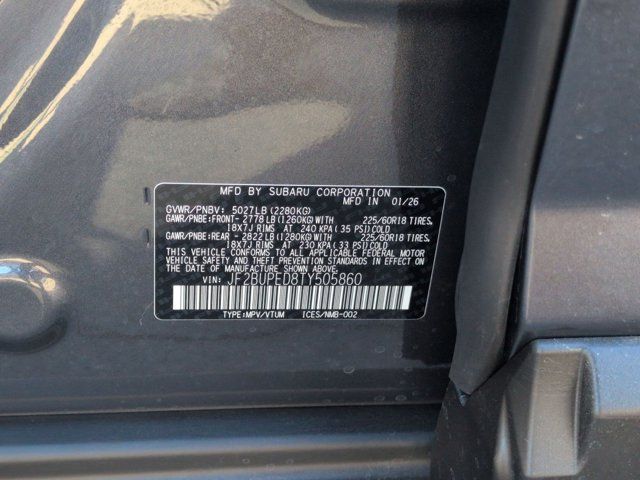 MFD BY SUBARU CORPORATION
MFD IN 01/26
GVWR/PNBV: 5027LB(2280KG)
GAWR/PNBE:FRONT- 2778LB(1260KG)WITH 225/60R18 TIRES,
18X7J RIMS AT 240 KPA(35 PSI)COLD
GAWR/PNBE:REAR - 2822LB(1280KG)WITH 225/60R18 TIRES,
18X7J RIMS AT 230 KPA(33 PSI)COLD
THIS VEHICLE CONFORMS TO ALL APPLICABLE FEDERAL MOTOR
VEHICLE SAFETY AND THEFT PREVENTION STANDARDS IN EFFECT
ON THE DATE OF MANUFACTURE SHOWN ABOVE.
VIN: JF2BUPED8TY505860
TYPE:MPV/VTUM ICES/NMB-002